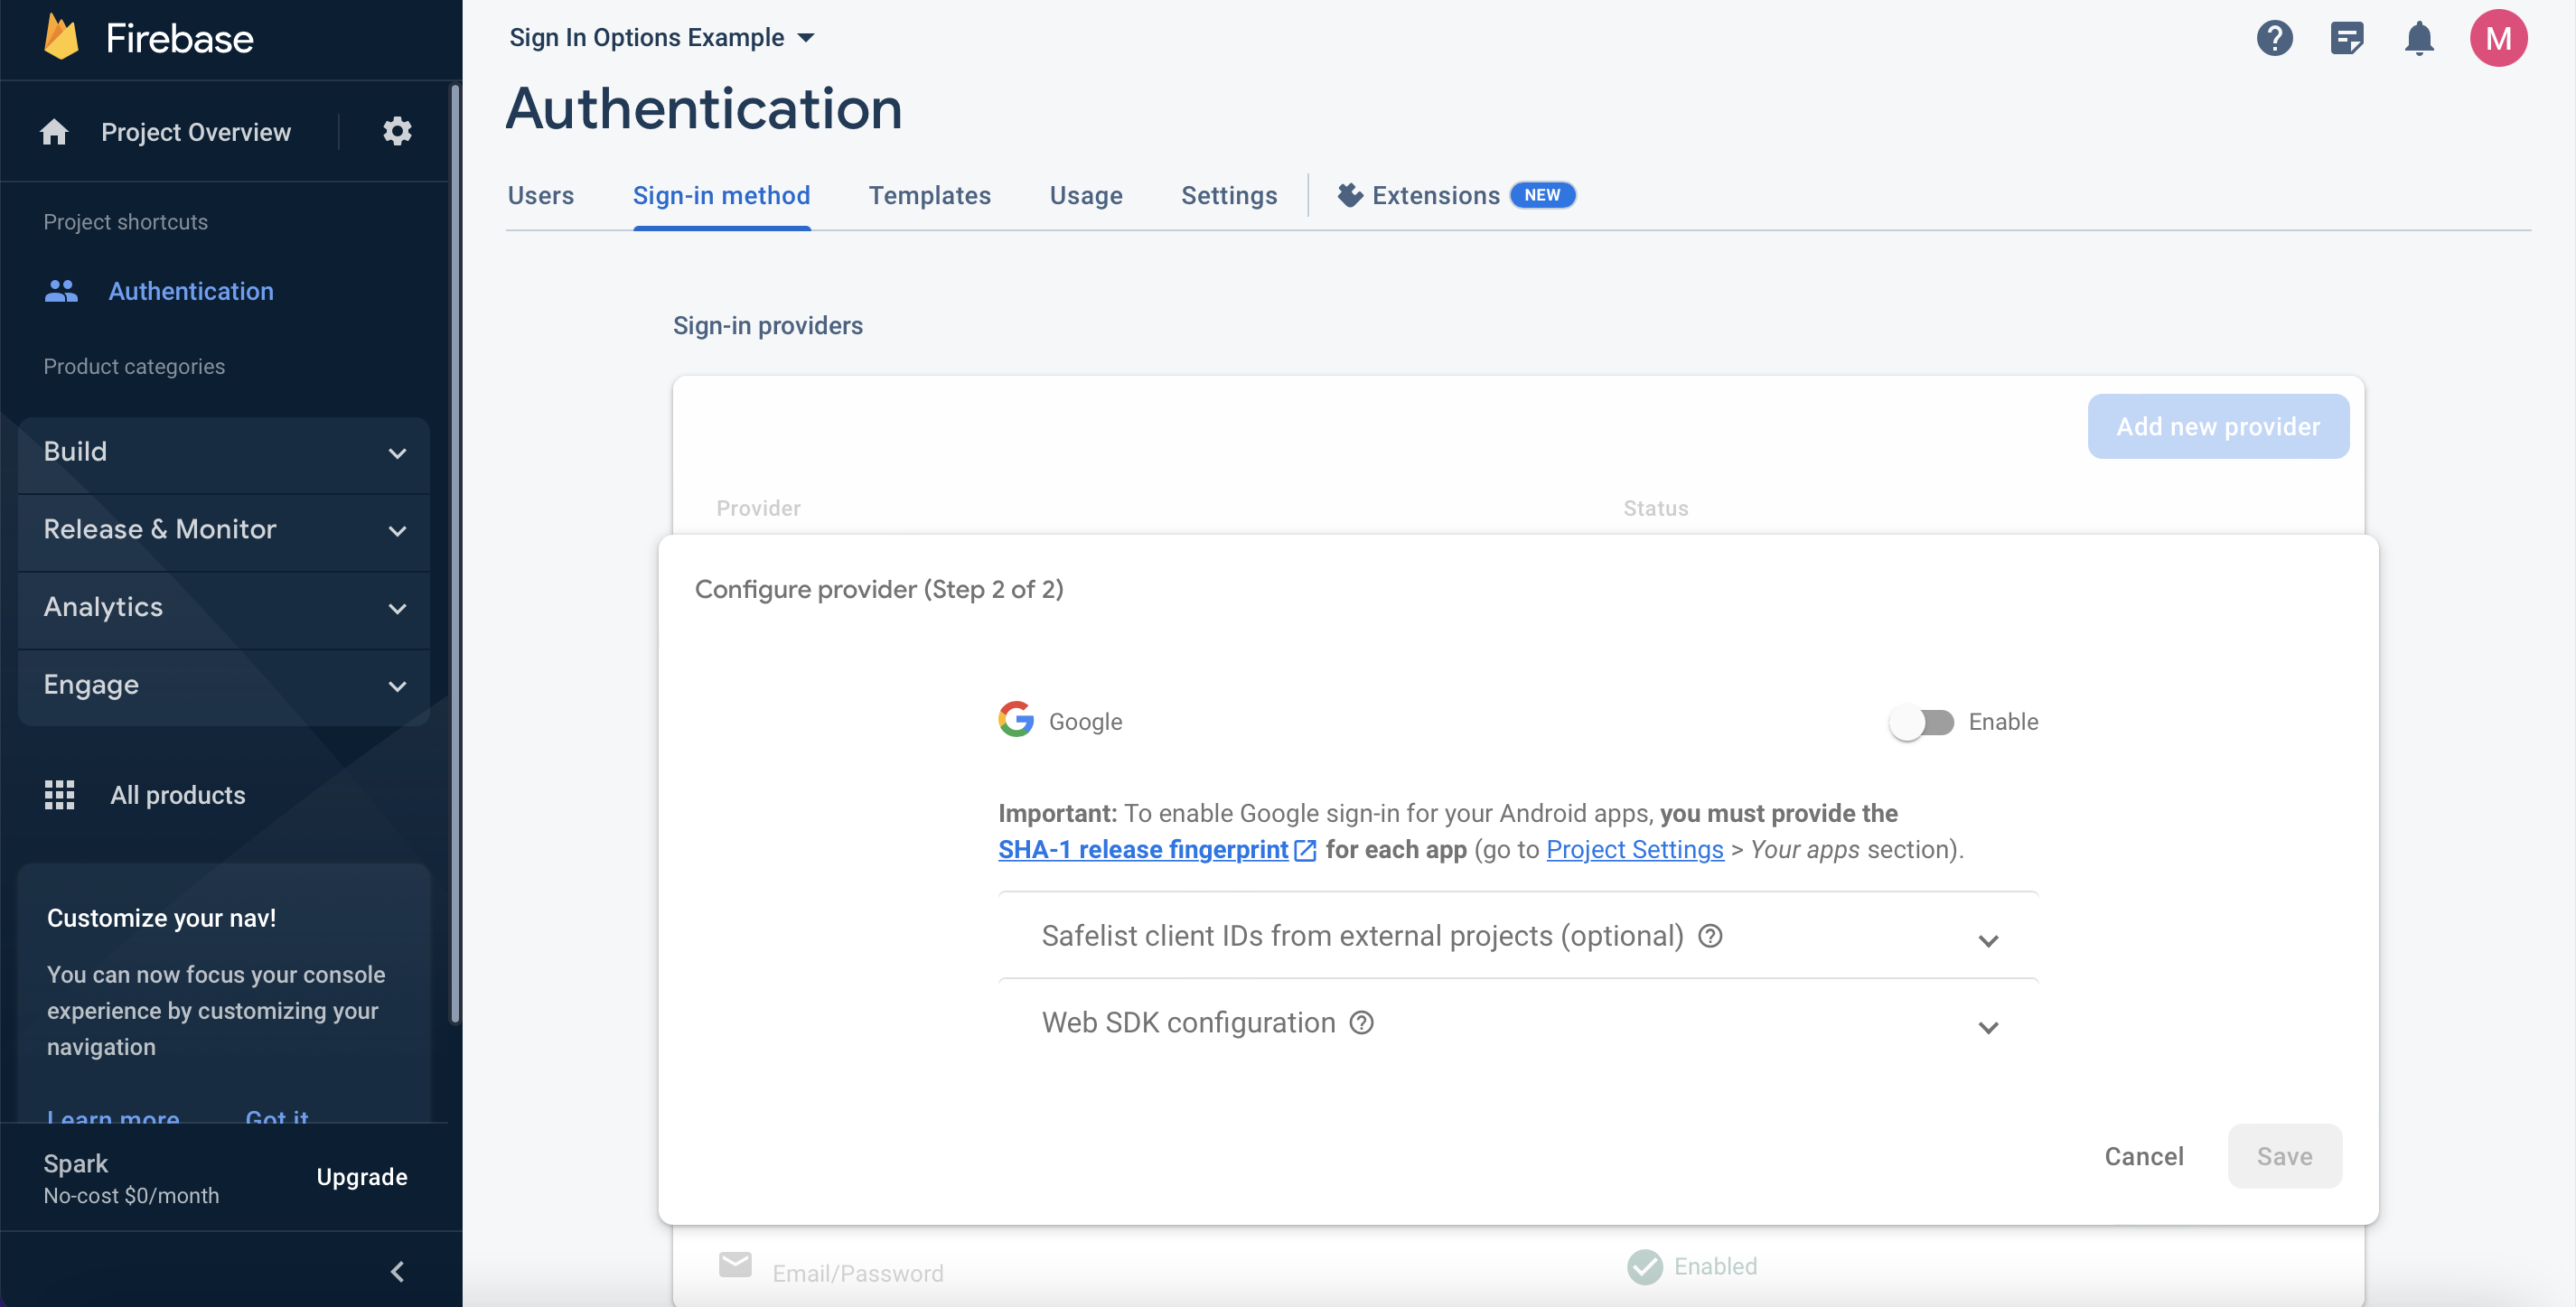 Firebase
Project Overview
Project shortcuts
Authentication
Product categories
Build
Release & Monitor
Analytics
Engage
All products
Customize your nav!
You can now focus your console
experience by customizing your
navigation
Learn more Got it
Spark
No-cost $0/month
Upgrade
Sign In Options Example
M
Authentication
Users Sign-in method Templates Usage Settings Extensions NEW
Sign-in providers
Add new provider
Provider Status
Configure provider (Step 2 of 2)
Google Enable
Important: To enable Google sign-in for your Android apps, you must provide the
SHA-1 release fingerprint for each app (go to Project Settings > Your apps section).
Safelist client IDs from external projects (optional)
Web SDK configuration
Cancel Save
Email/Password Enabled